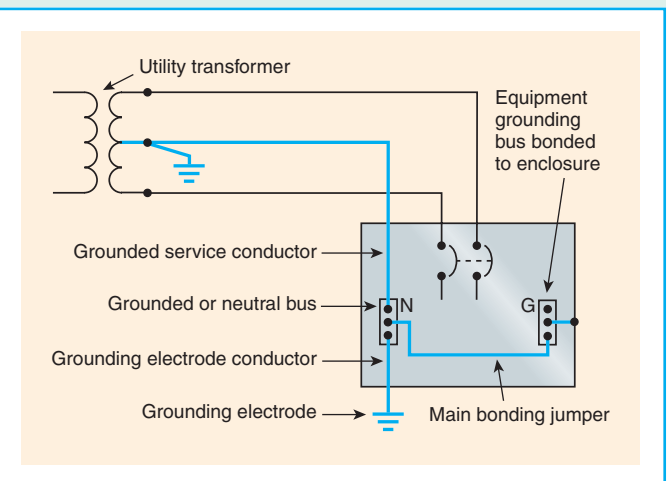 Utility transformer
Equipment
grounding
bus bonded
to enclosure
Grounded service conductor
Grounded or neutral bus
N
G
Grounding electrode conductor
Grounding electrode
Main bonding jumper